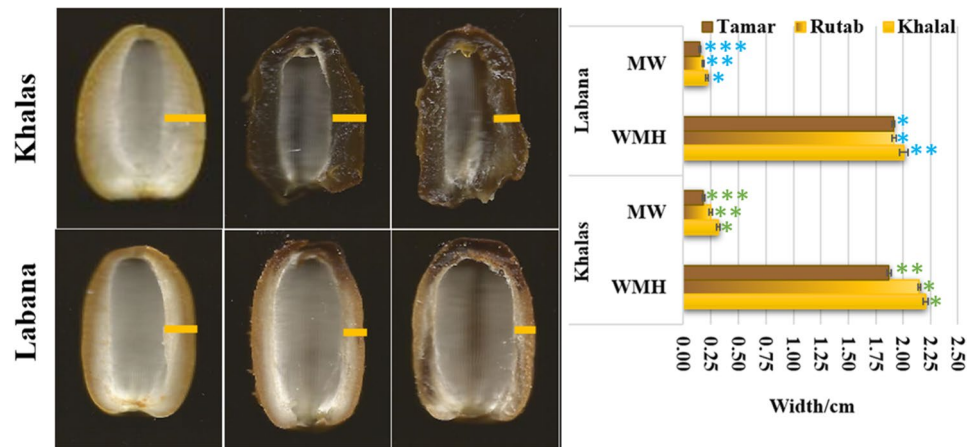 Khalas
Labana
Tamar Rutab Khalal
Labana
MW
***
**
*
WMH
*
*
**
Khalas
MW
***
**
*
WMH
**
*
*
0.00 0.25 0.50 0.75 1.00 1.25 1.50 1.75 2.00 2.25 2.50
Width/cm